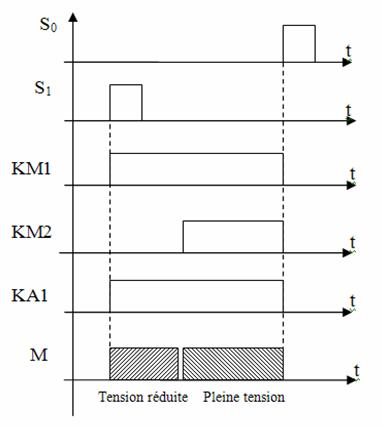 S0
t
S1
t
KM1
t
KM2
t
KA1
t
M
t
Tension réduite Pleine tension